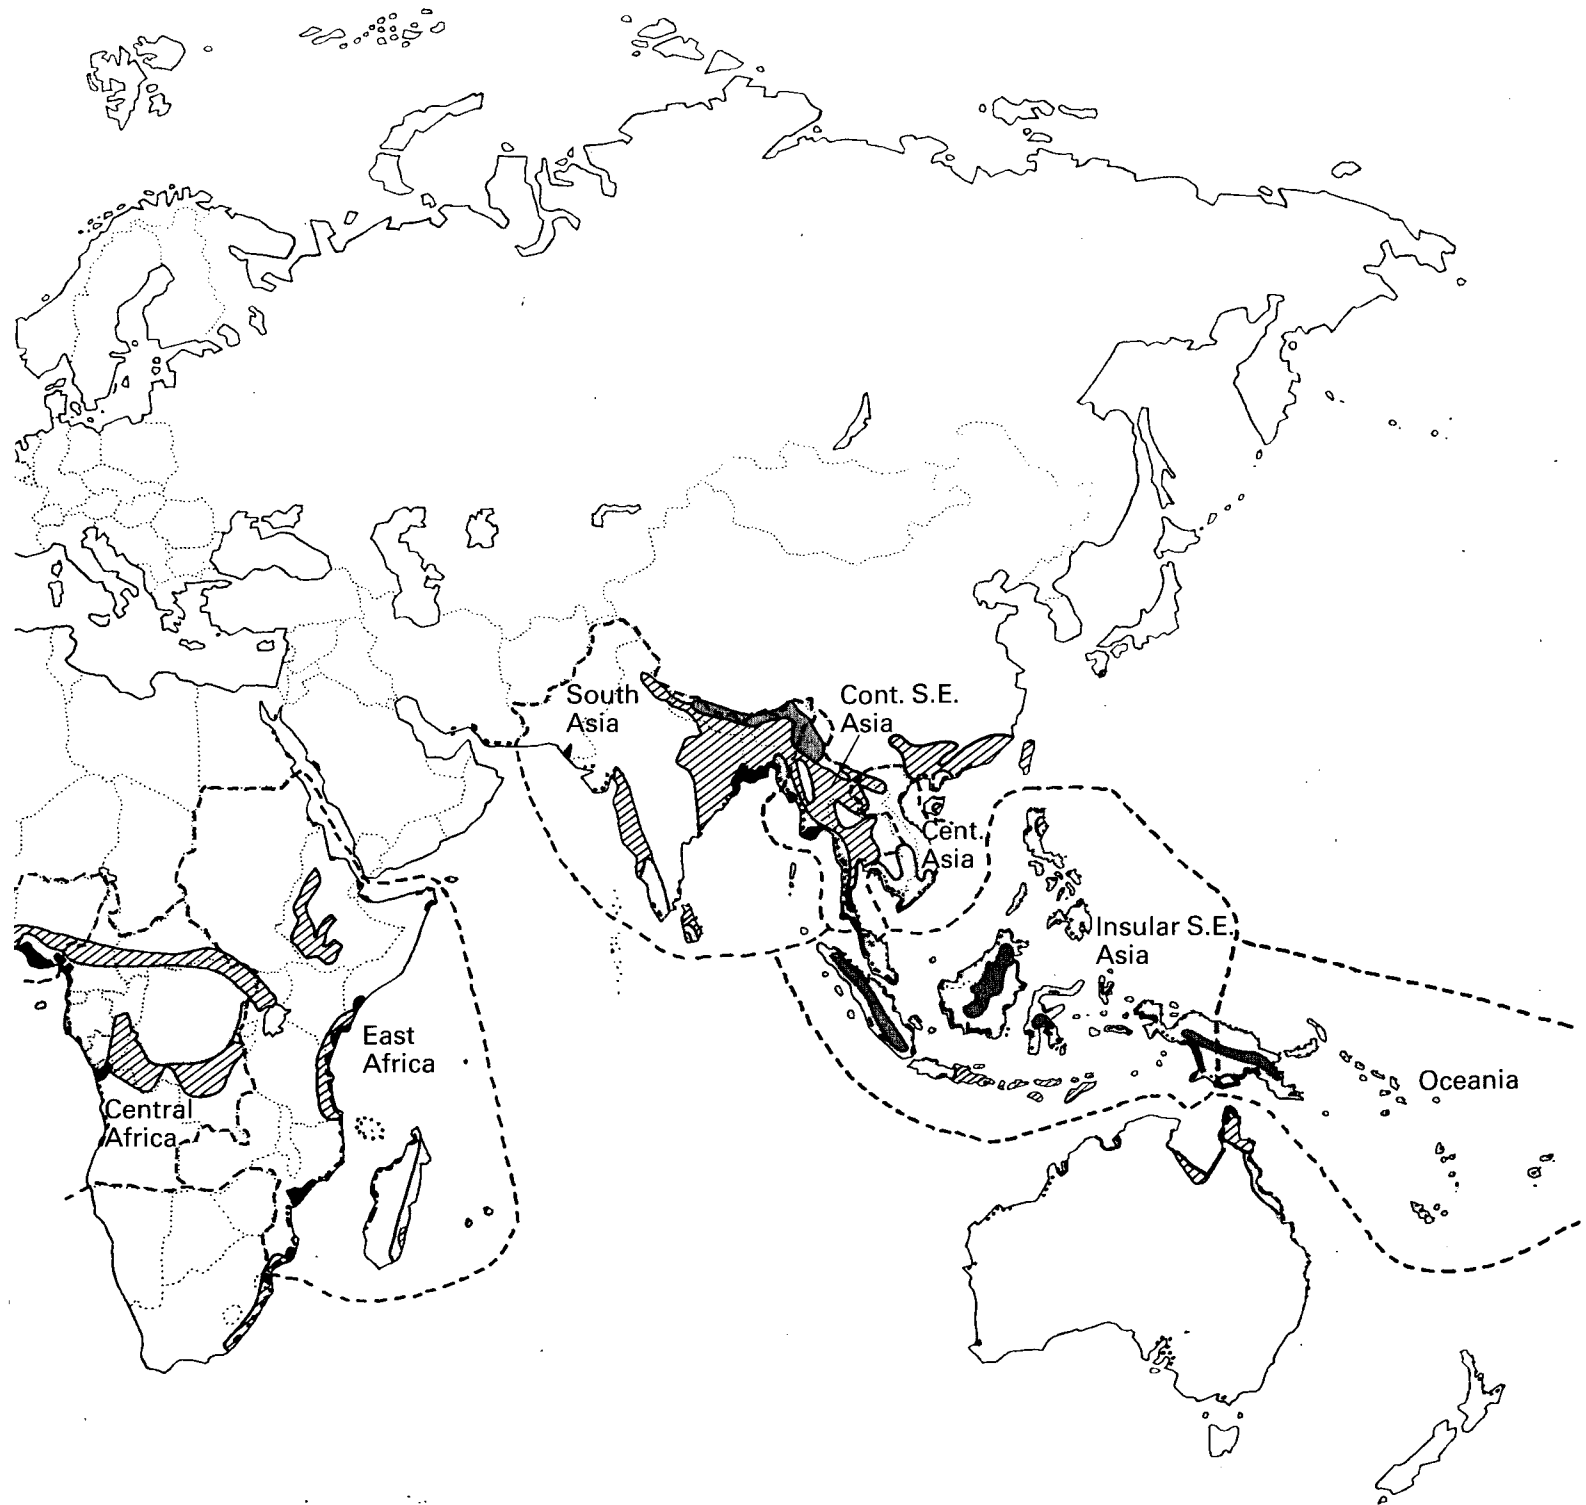 South
Asia
Cont. S.E.
Asia
Cent.
Asia
Insular S.E.
Asia
East
Africa
Oceania
Central
Africa